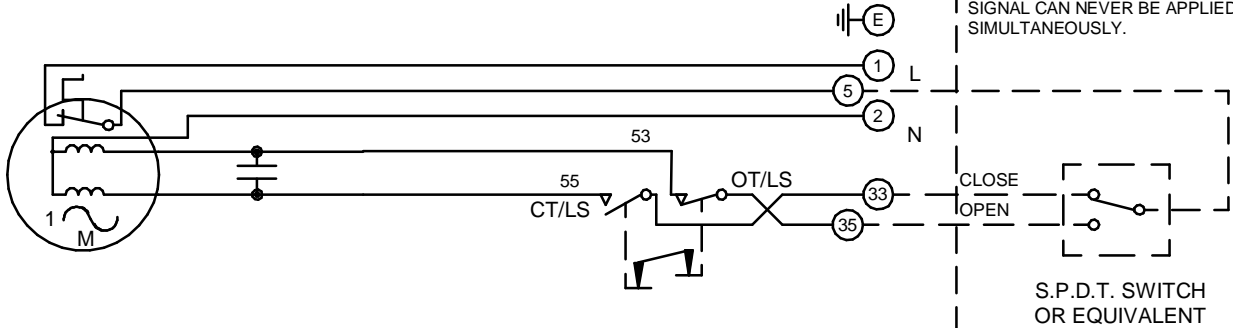 SIGNAL CAN NEVER BE APPLIED
SIMULTANEOUSLY.
E
1
L
5
2
N
53
55
CT/LS
OT/LS
33
CLOSE
OPEN
35
1
M
S.P.D.T. SWITCH
OR EQUIVALENT